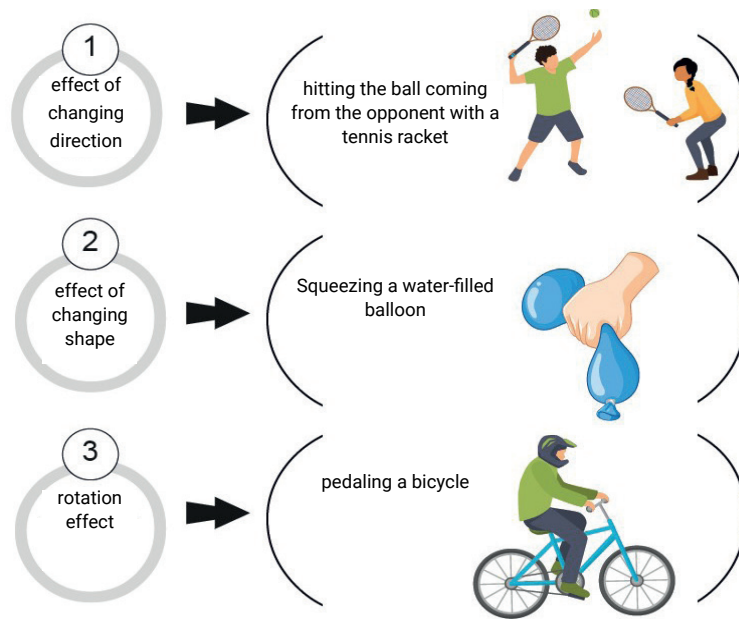 1
effect of
changing
direction
hitting the ball coming
from the opponent with a
tennis racket
2
effect of
changing
shape
Squeezing a water-filled
balloon
3
rotation
effect
pedaling a bicycle